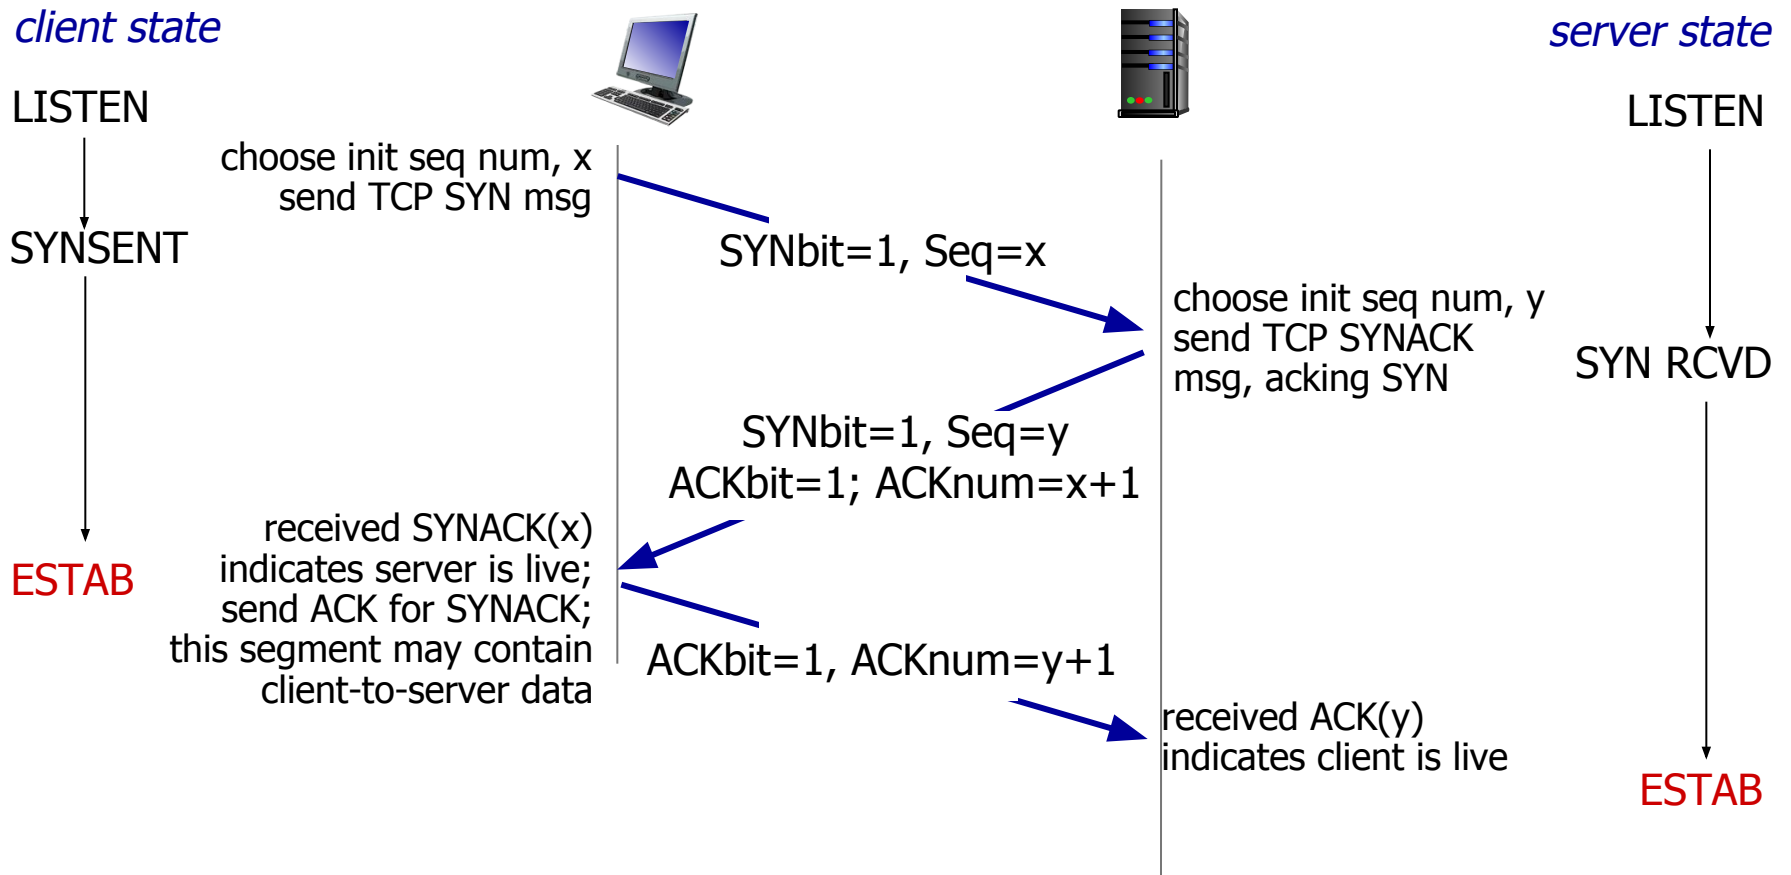 client state
server state
LISTEN
LISTEN
choose init seq num, x
send TCP SYN msg
SYNSENT
SYNbit=1, Seq=x
choose init seq num, y
send TCP SYNACK
msg, acking SYN
SYN RCVD
SYNbit=1, Seq=y
ACKbit=1; ACKnum=x+1
received SYNACK(x)
indicates server is live;
send ACK for SYNACK;
this segment may contain
client-to-server data
ESTAB
ACKbit=1, ACKnum=y+1
received ACK(y)
indicates client is live
ESTAB